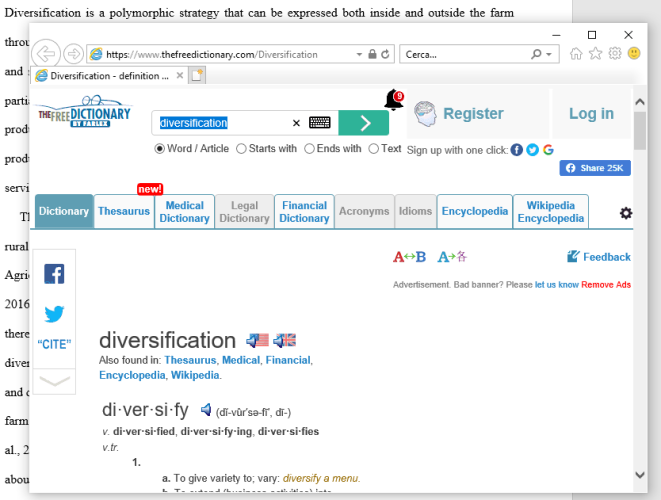 Diversification is a polymorphic strategy that can be expressed both inside and outside the farm
throu
and
parti
prod
prod
servi
rural
Agri
2016
there
diver
and
farm
al., 2
abou
https://www.thefreedictionary.com/Diversification
Cerca...
Diversification - definition ...
THE FREE DICTIONARY
BY FARLEX
diversification
9
Register
Log in
Word / Article Starts with Ends with Text
Sign up with one click:
Share 25K
new!
Dictionary
Thesaurus
Medical Dictionary
Legal Dictionary
Financial Dictionary
Acronyms
Idioms
Encyclopedia
Wikipedia Encyclopedia
A↔B
Feedback
Advertisement. Bad banner? Please let us know Remove Ads
"CITE"
diversification
Also found in: Thesaurus, Medical, Financial,
Encyclopedia, Wikipedia.
di·ver·si·fy (dĭ-vûr′sə-fī′, dī-)
v. di·ver·si·fied, di·ver·si·fy·ing, di·ver·si·fies
v.tr.
1.
a. To give variety to; vary: diversify a menu.
b. To extend (business activities) into